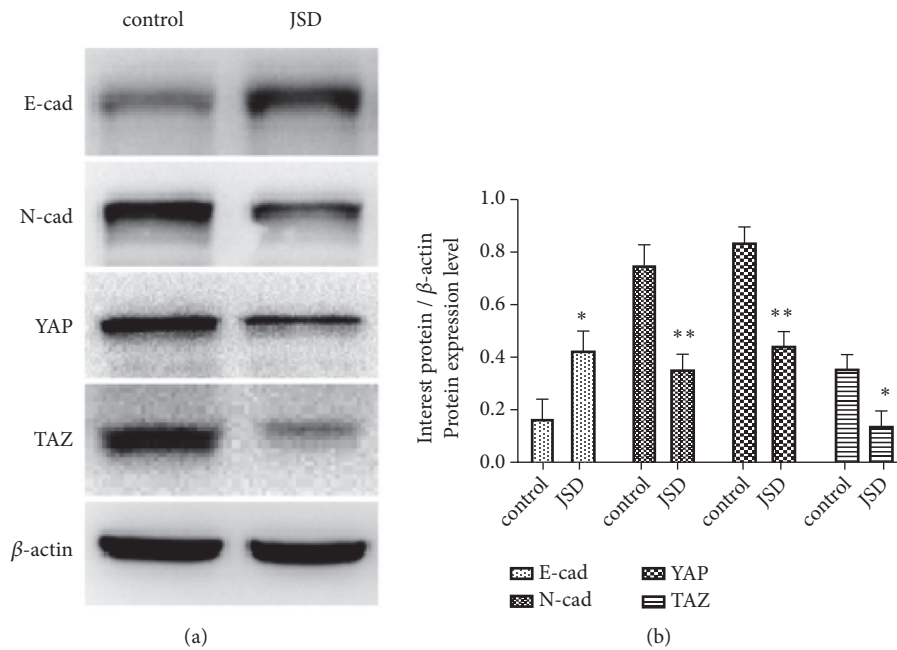 control JSD
E-cad
N-cad
YAP
TAZ
β-actin
(a)
Interest protein / β-actin
Protein expression level
1.0
0.8
0.6
0.4
0.2
0.0
*
**
**
*
control JSD control JSD control JSD control JSD
E-cad YAP
N-cad TAZ
(b)